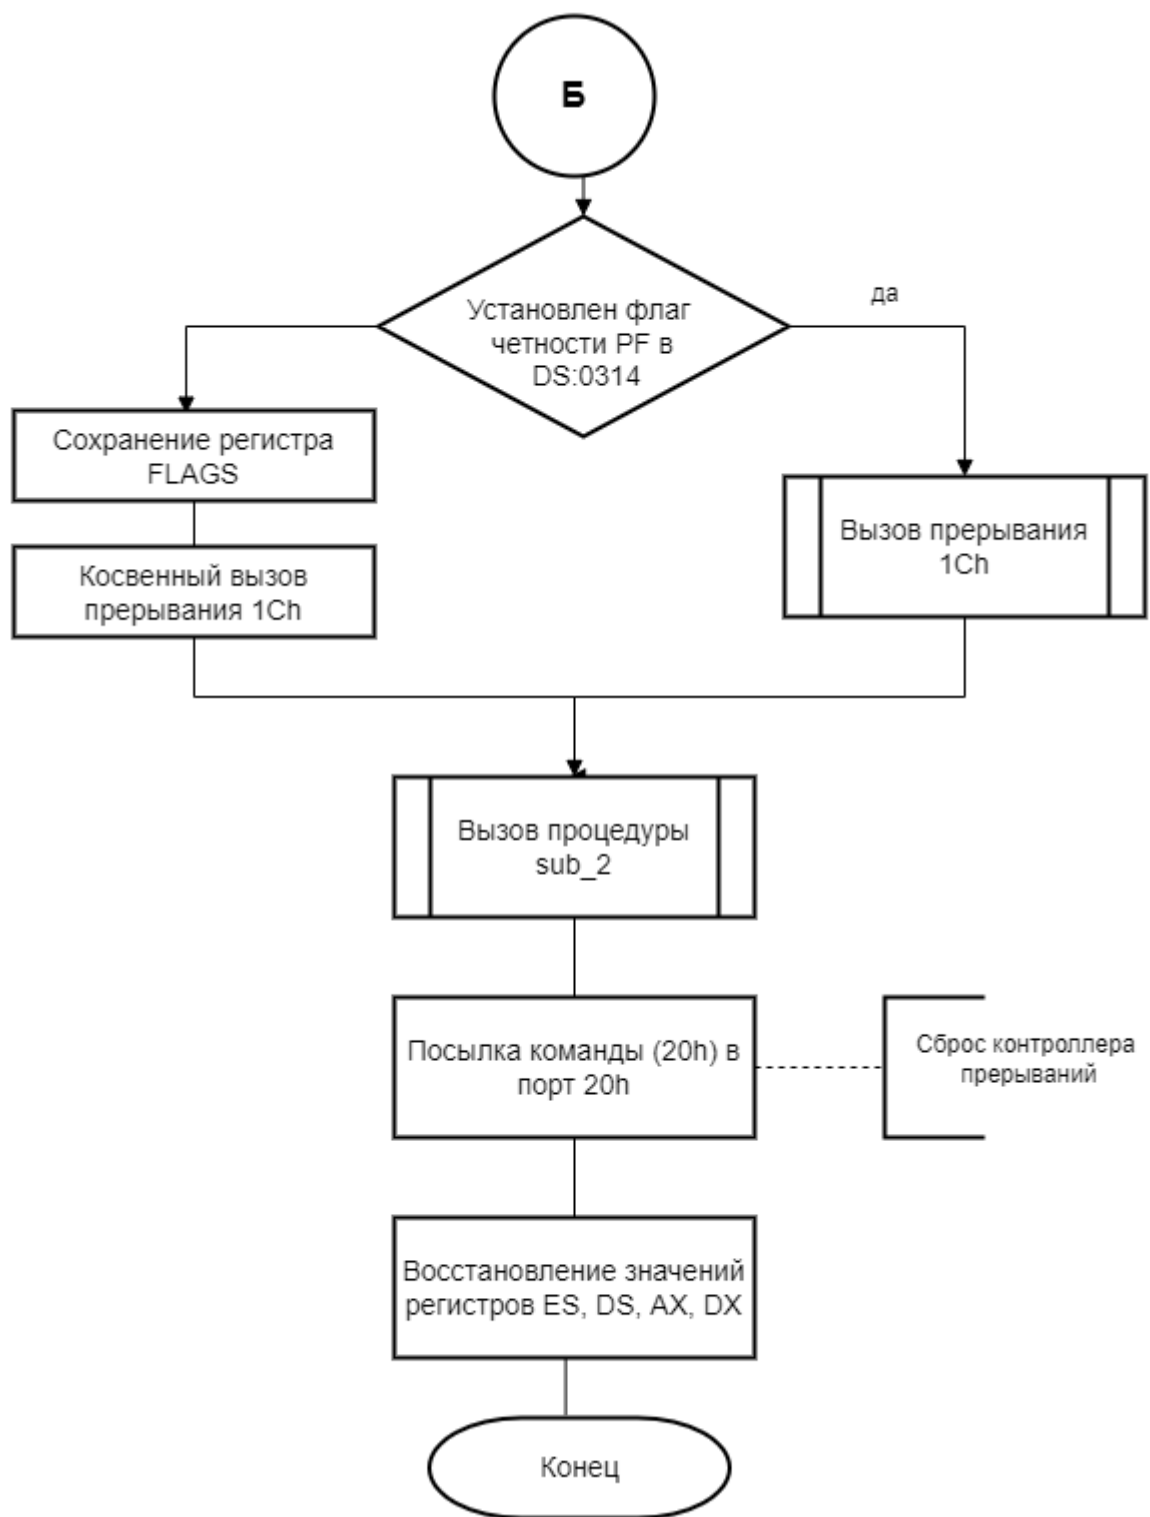 Б
Установлен флаг
четности PF в
DS:0314
да
Сохранение регистра
FLAGS
Косвенный вызов
прерывания 1Ch
Вызов прерывания
1Ch
Вызов процедуры
sub_2
Посылка команды (20h) в
порт 20h
Сброс контроллера
прерываний
Восстановление значений
регистров ES, DS, AX, DX
Конец